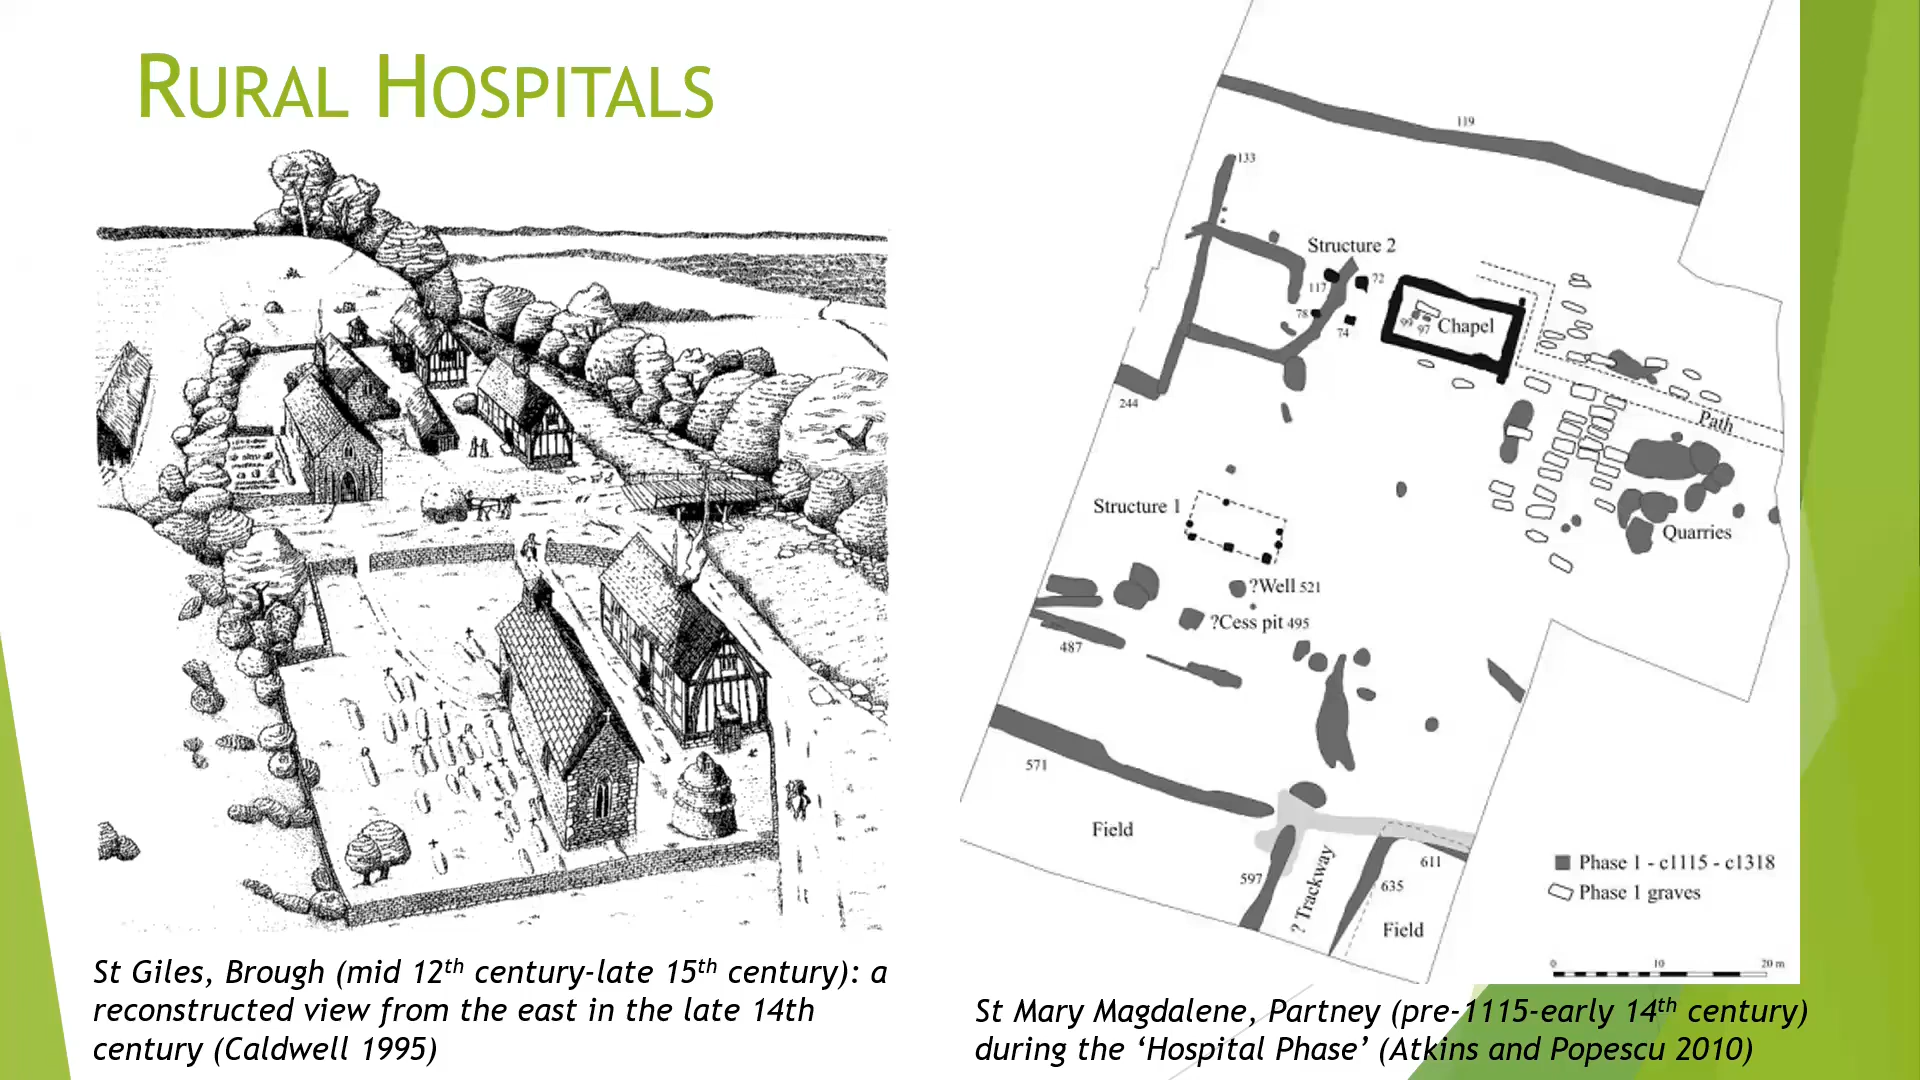 RURAL HOSPITALS
St Giles, Brough (mid 12th century-late 15th century): a
reconstructed view from the east in the late 14th
century (Caldwell 1995)
119
133
Structure 2
117
72
78
74
99
97
Chapel
244
Path
Structure 1
Quarries
?Well 521
?Cess pit 495
487
571
Field
597
? Trackway
635
611
Field
Phase 1 - c1115 - c1318
Phase 1 graves
0 10 20 m
St Mary Magdalene, Partney (pre-1115-early 14th century)
during the ‘Hospital Phase’ (Atkins and Popescu 2010)